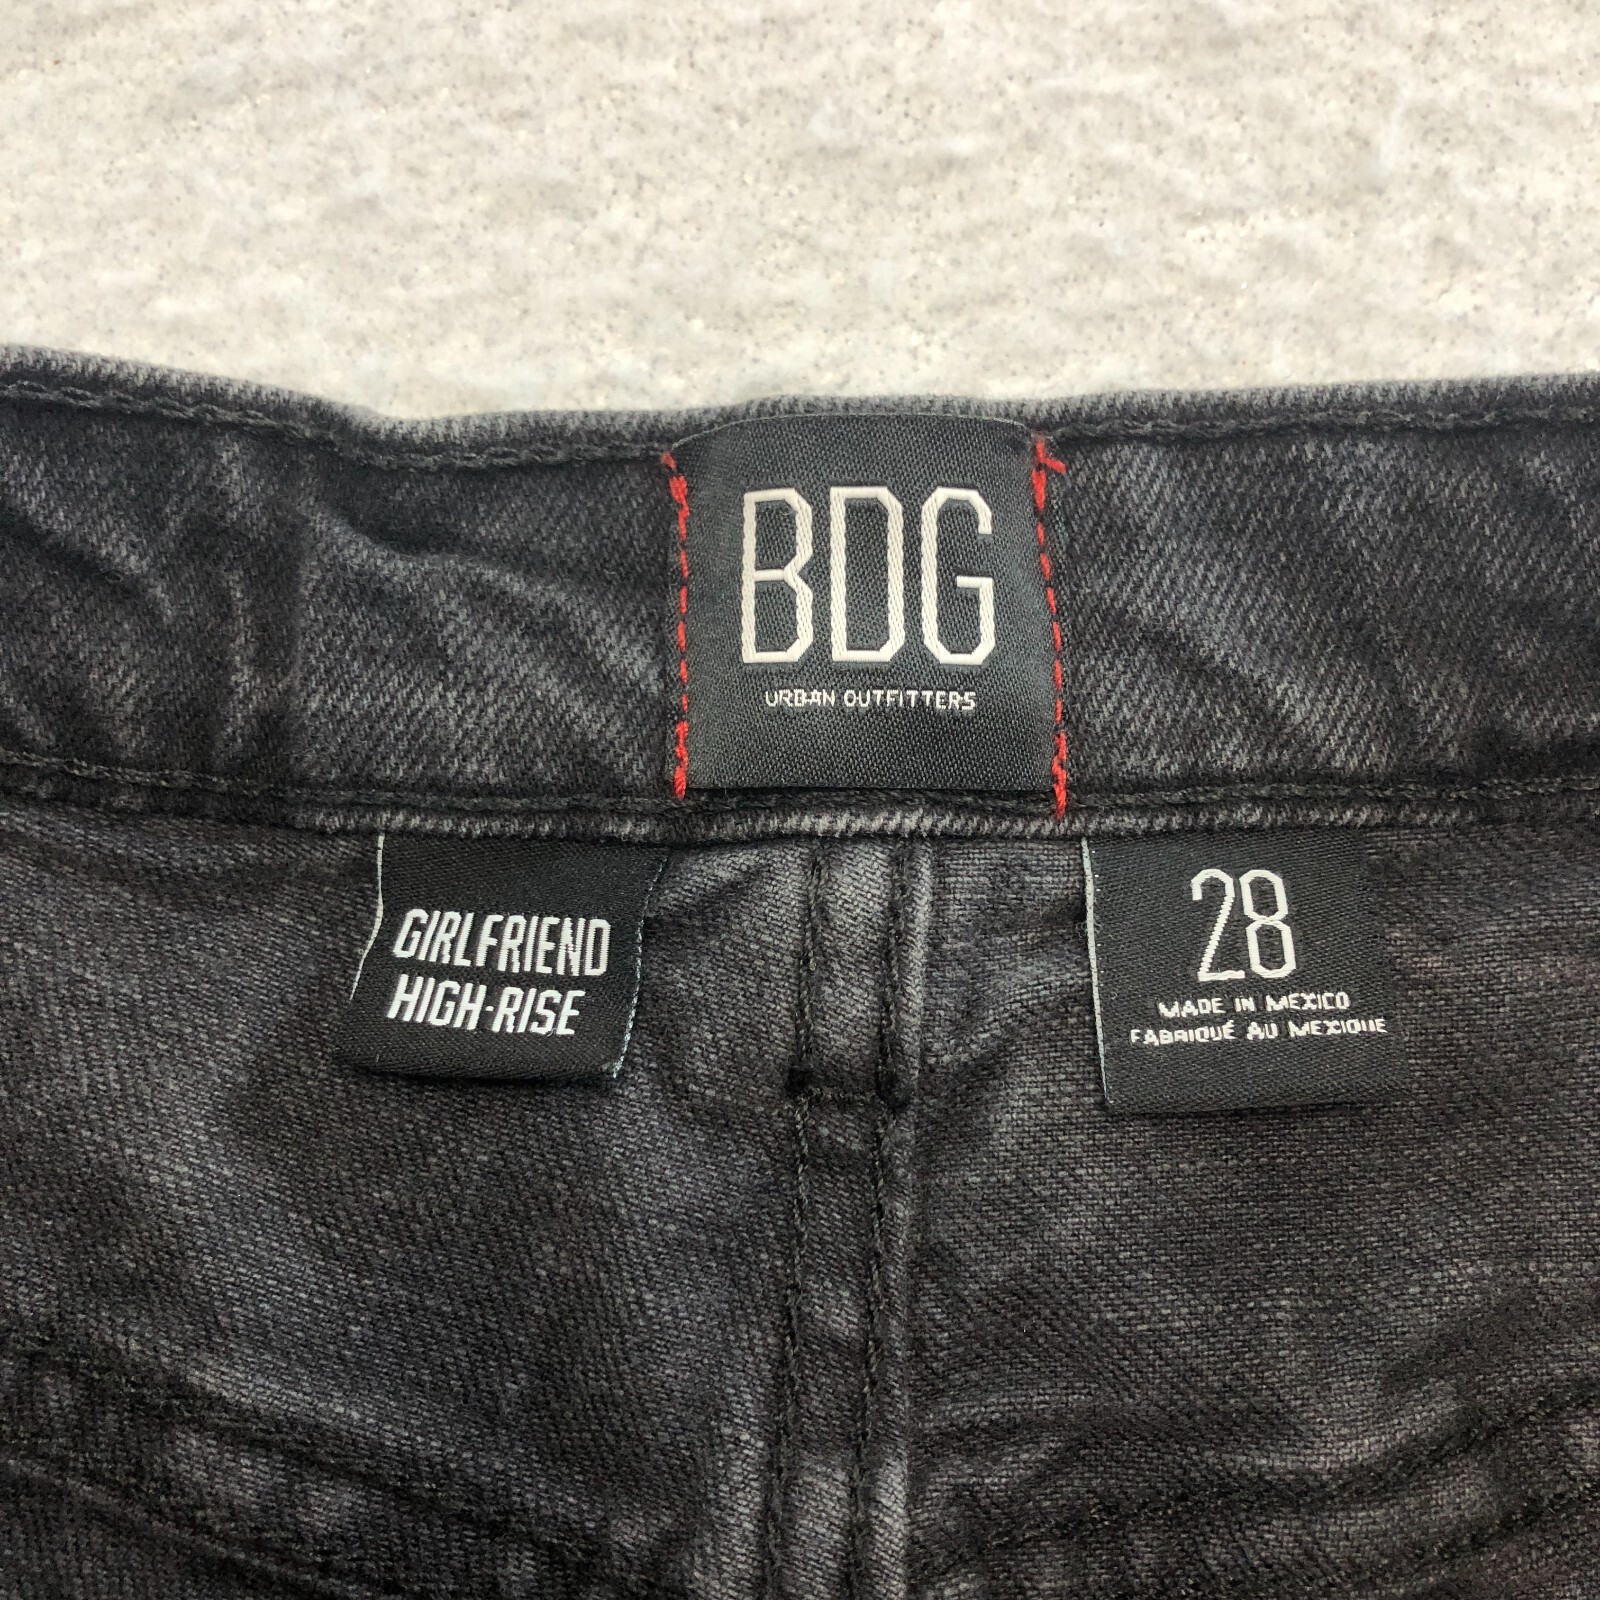 BDG
URBAN OUTFITTERS
GIRLFRIEND
HIGH-RISE
28
MADE IN MEXICO
FABRIQUÉ AU MEXIQUE